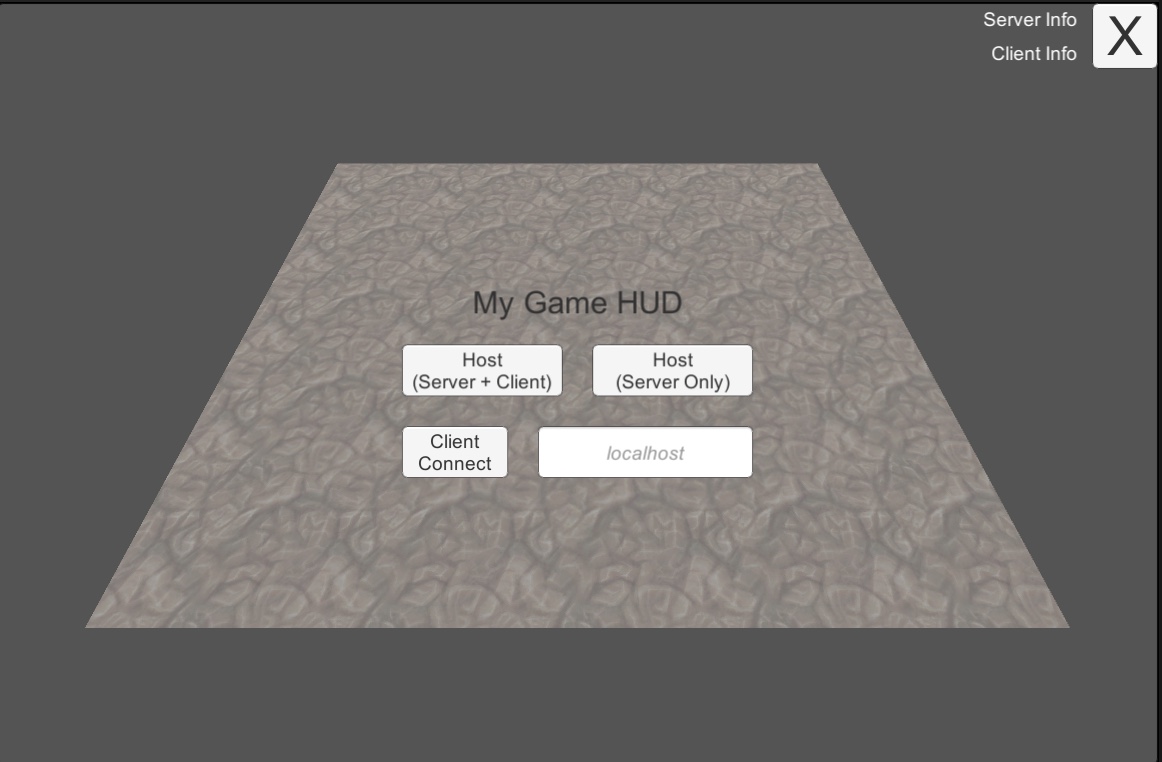 Server Info
Client Info
X
My Game HUD
Host
(Server + Client)
Host
(Server Only)
Client
Connect
localhost